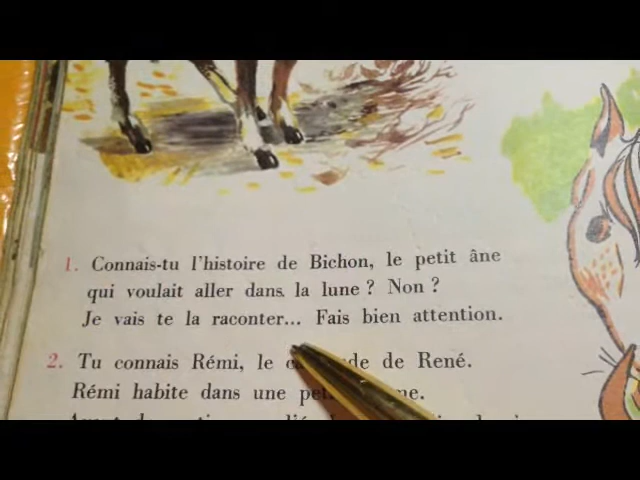 1. Connais-tu l'histoire de Bichon, le petit âne
qui voulait aller dans la lune ? Non ?
Je vais te la raconter... Fais bien attention.
2. Tu connais Rémi, le de René.
Rémi habite dans une